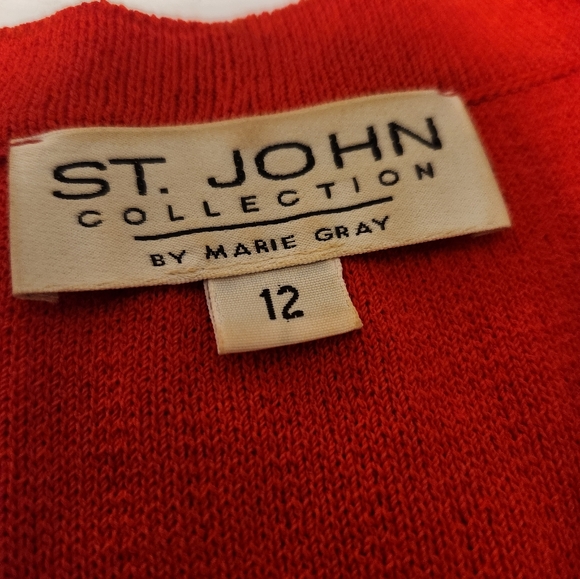 ST. JOHN
COLLECTION
BY MARIE GRAY
12